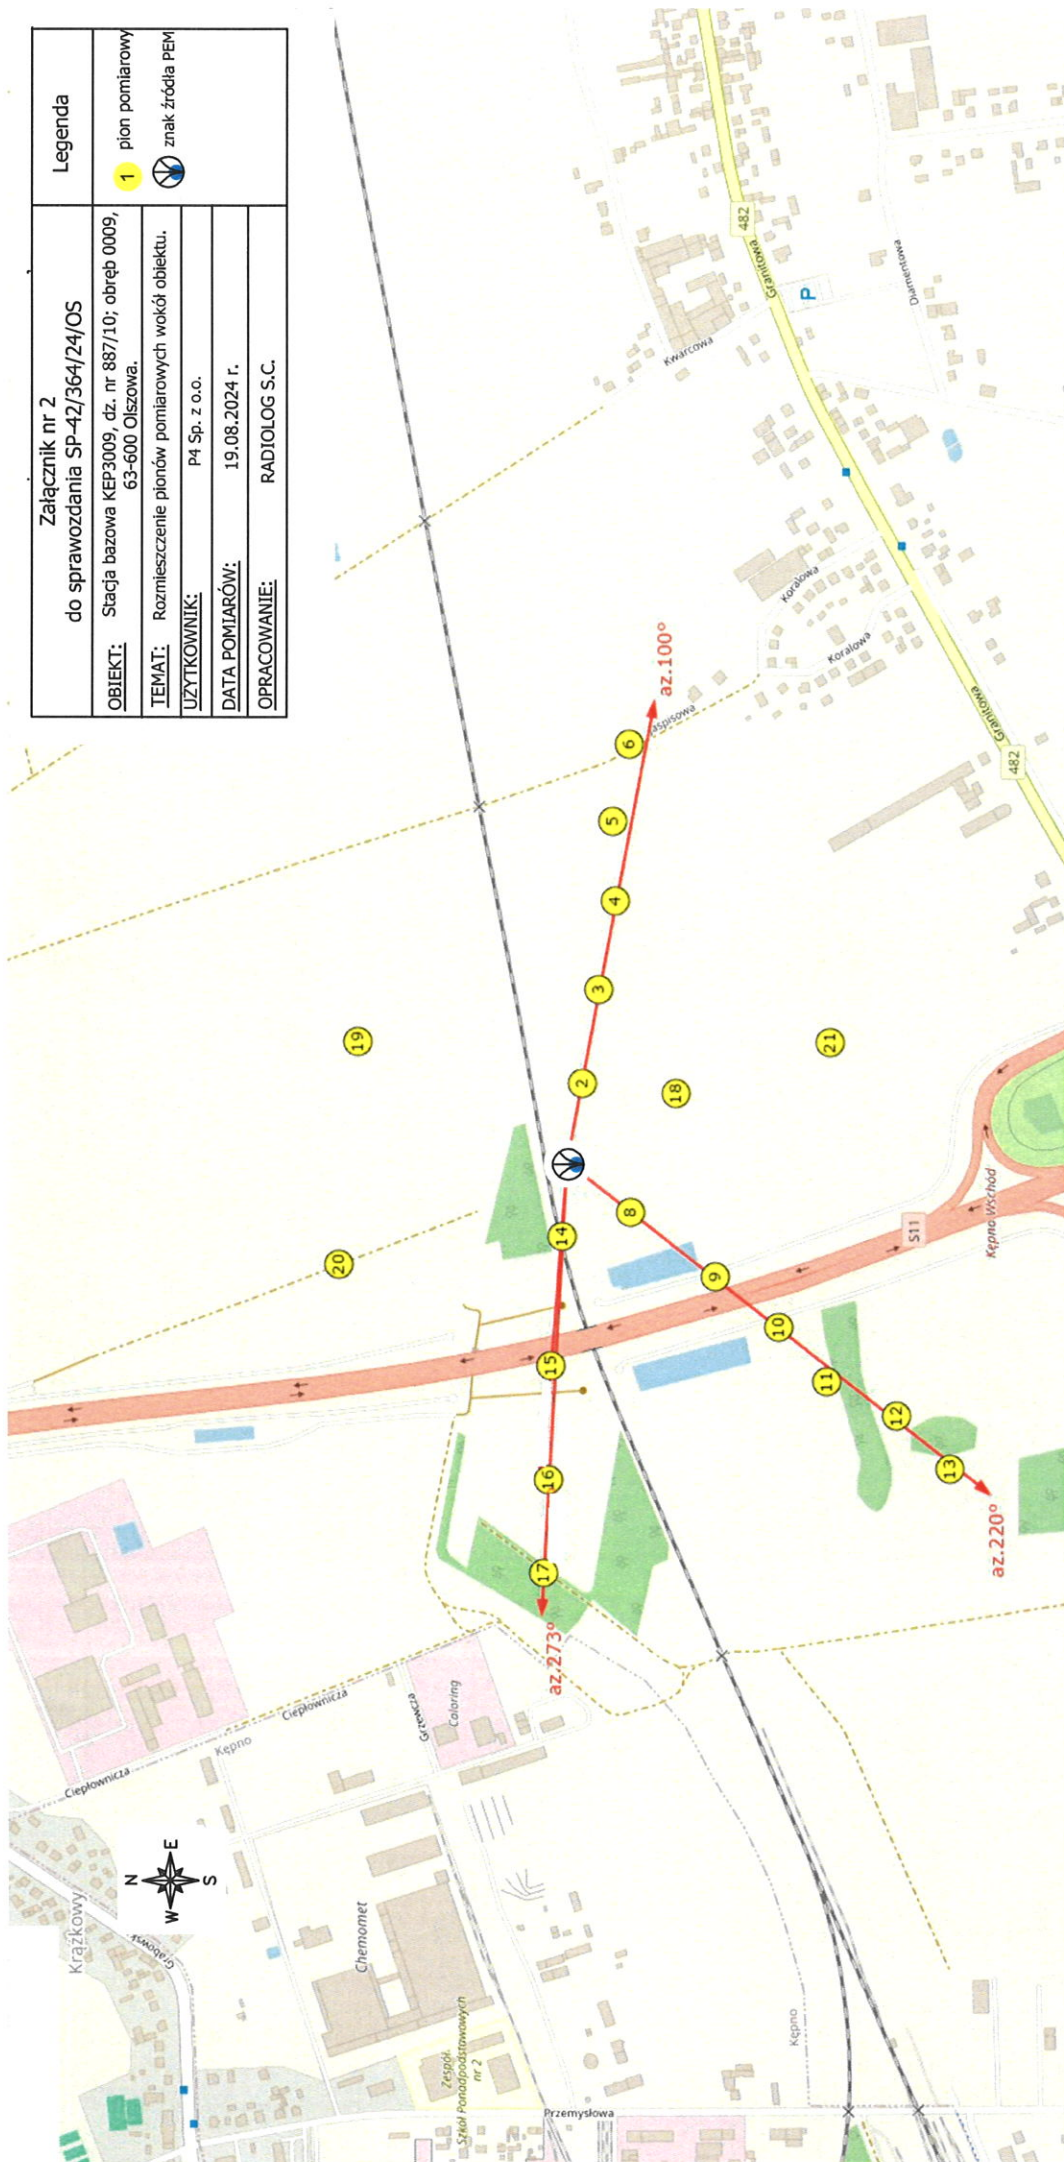 Załącznik nr 2
do sprawozdania SP-42/364/24/OS
OBIEKT: Stacja bazowa KEP3009, dz. nr 887/10; obręb 0009,
63-600 Olszowa.
TEMAT: Rozmieszczenie pionów pomiarowych wokół obiektu.
UŻYTKOWNIK: P4 Sp. z o.o.
DATA POMIARÓW: 19.08.2024 r.
OPRACOWANIE: RADIOLOG S.C.
Legenda
1 pion pomiarowy
znak źródła PEM
Krążkowy
N
W E
S
Ciepłownicza
Kępno
Ciepłownicza
Grzewcza
Caloring
Chemomet
Zespół
Szkół Ponadpodstawowych
nr 2
Przemysłowa
Kępno
20
19
az.273°
17
16
15
14
2
3
4
5
6
az.100°
8
9
10
11
12
13
az.220°
18
21
S11
Kępno Wschód
Jaspisowa
Koralowa
Koralowa
Kwarcowa
Granitowa
482
P
Diamentowa
Granitowa
482